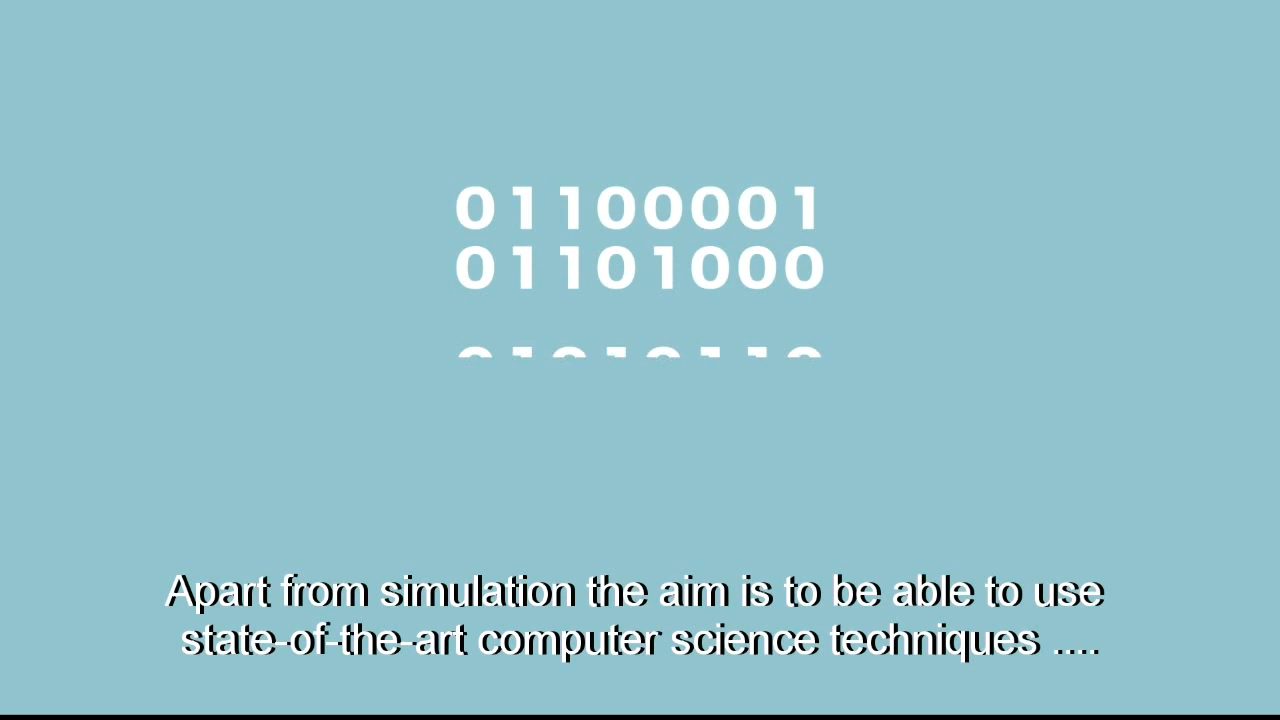 01100001
01101000
Apart from simulation the aim is to be able to use
state-of-the-art computer science techniques ....